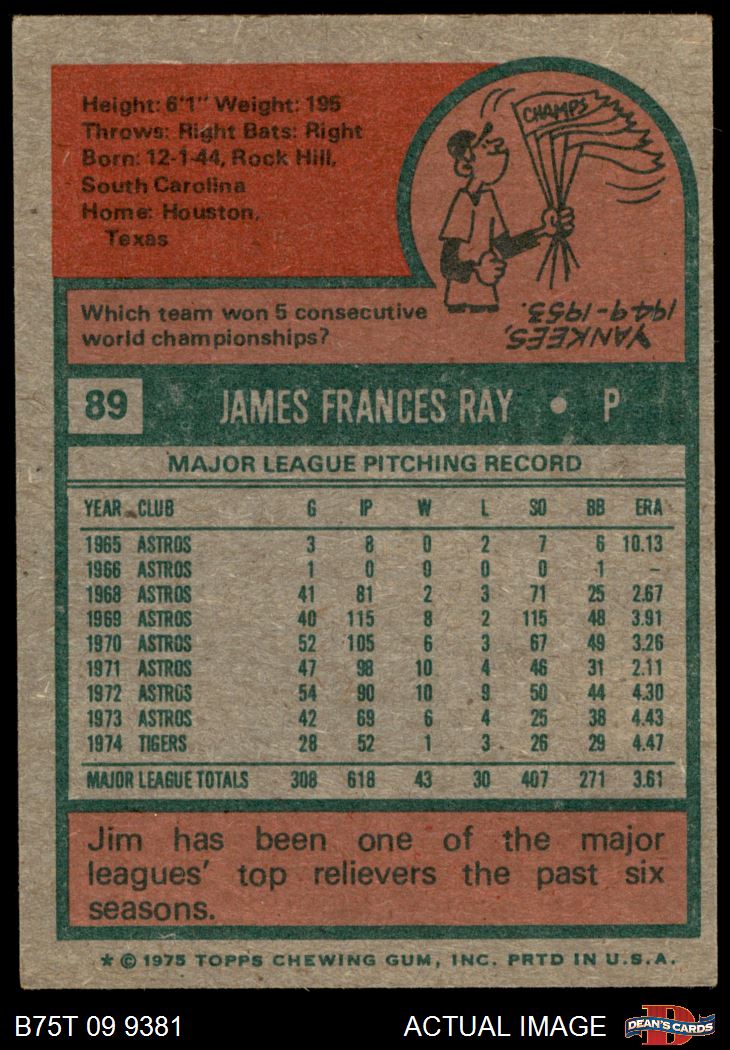 Height: 6'1" Weight: 195
Throws: Right Bats: Right
Born: 12-1-44, Rock Hill,
South Carolina
Home: Houston,
Texas
CHAMPS
Which team won 5 consecutive
world championships?
YANKEES,
1949-1953.
89 JAMES FRANCES RAY • P
MAJOR LEAGUE PITCHING RECORD
YEAR CLUB G IP W L SO BB ERA
1965 ASTROS 3 8 0 2 7 6 10.13
1966 ASTROS 1 0 0 0 0 1 –
1968 ASTROS 41 81 2 3 71 25 2.67
1969 ASTROS 40 115 8 2 115 48 3.91
1970 ASTROS 52 105 6 3 67 49 3.26
1971 ASTROS 47 98 10 4 46 31 2.11
1972 ASTROS 54 90 10 9 50 44 4.30
1973 ASTROS 42 69 6 4 25 38 4.43
1974 TIGERS 28 52 1 3 26 29 4.47
MAJOR LEAGUE TOTALS 308 618 43 30 407 271 3.61
Jim has been one of the major
leagues' top relievers the past six
seasons.
* © 1975 TOPPS CHEWING GUM, INC. PRTD IN U.S.A.
B75T 09 9381 ACTUAL IMAGE D DEAN'S CARDS